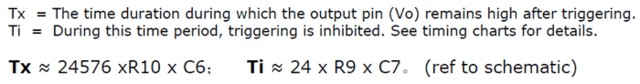 Tx = The time duration during which the output pin (Vo) remains high after triggering.
Ti = During this time period, triggering is inhibited. See timing charts for details.
Tx ≈ 24576 xR10 x C6； Ti ≈ 24 x R9 x C7。 (ref to schematic)